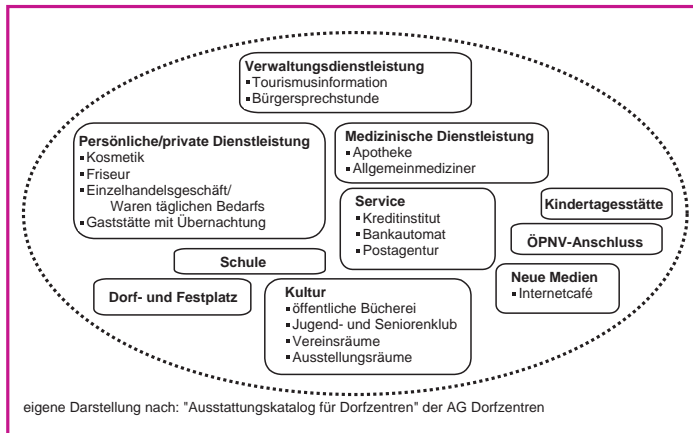 Verwaltungsdienstleistung
▪ Tourismusinformation
▪ Bürgersprechstunde
Persönliche/private Dienstleistung
▪ Kosmetik
▪ Friseur
▪ Einzelhandelsgeschäft/
Waren täglichen Bedarfs
▪ Gaststätte mit Übernachtung
Medizinische Dienstleistung
▪ Apotheke
▪ Allgemeinmediziner
Service
▪ Kreditinstitut
▪ Bankautomat
▪ Postagentur
Kindertagesstätte
ÖPNV-Anschluss
Schule
Neue Medien
▪ Internetcafé
Dorf- und Festplatz
Kultur
▪ öffentliche Bücherei
▪ Jugend- und Seniorenklub
▪ Vereinsräume
▪ Ausstellungsräume
eigene Darstellung nach: "Ausstattungskatalog für Dorfzentren" der AG Dorfzentren